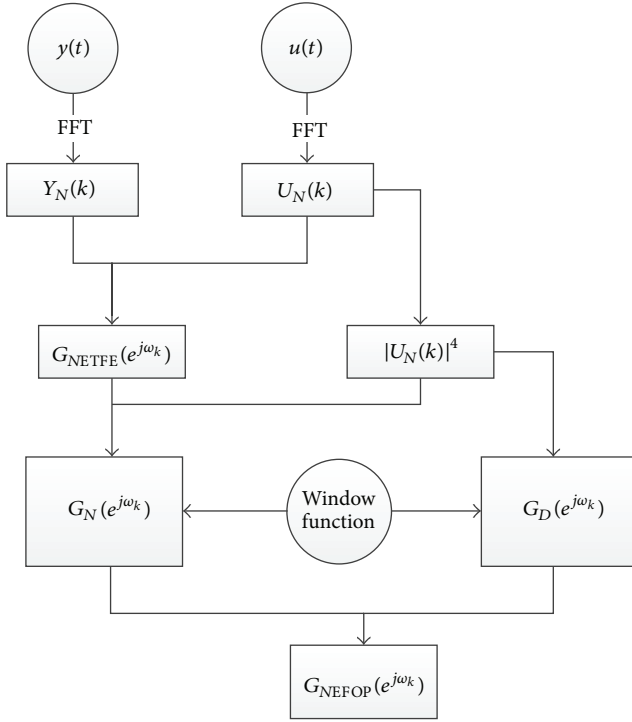 y(t)
u(t)
FFT
FFT
Y_N(k)
U_N(k)
G_NETFE(e^{jω_k})
|U_N(k)|^4
G_N(e^{jω_k})
Window
function
G_D(e^{jω_k})
G_NEFOP(e^{jω_k})